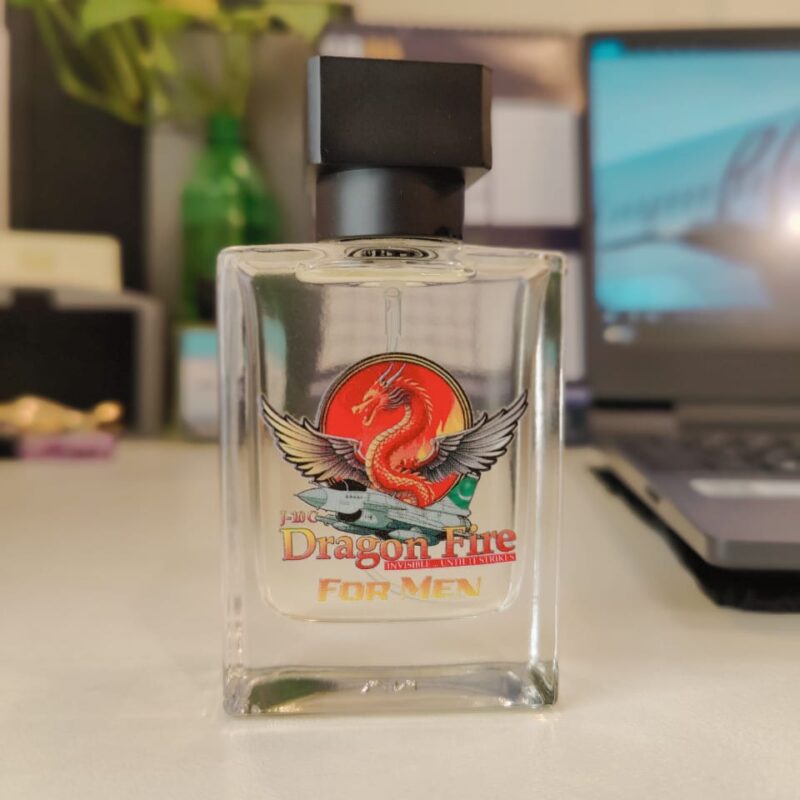 J-10 C
Dragon Fire
INVISIBLE... UNTIL IT STRIKES
FOR MEN